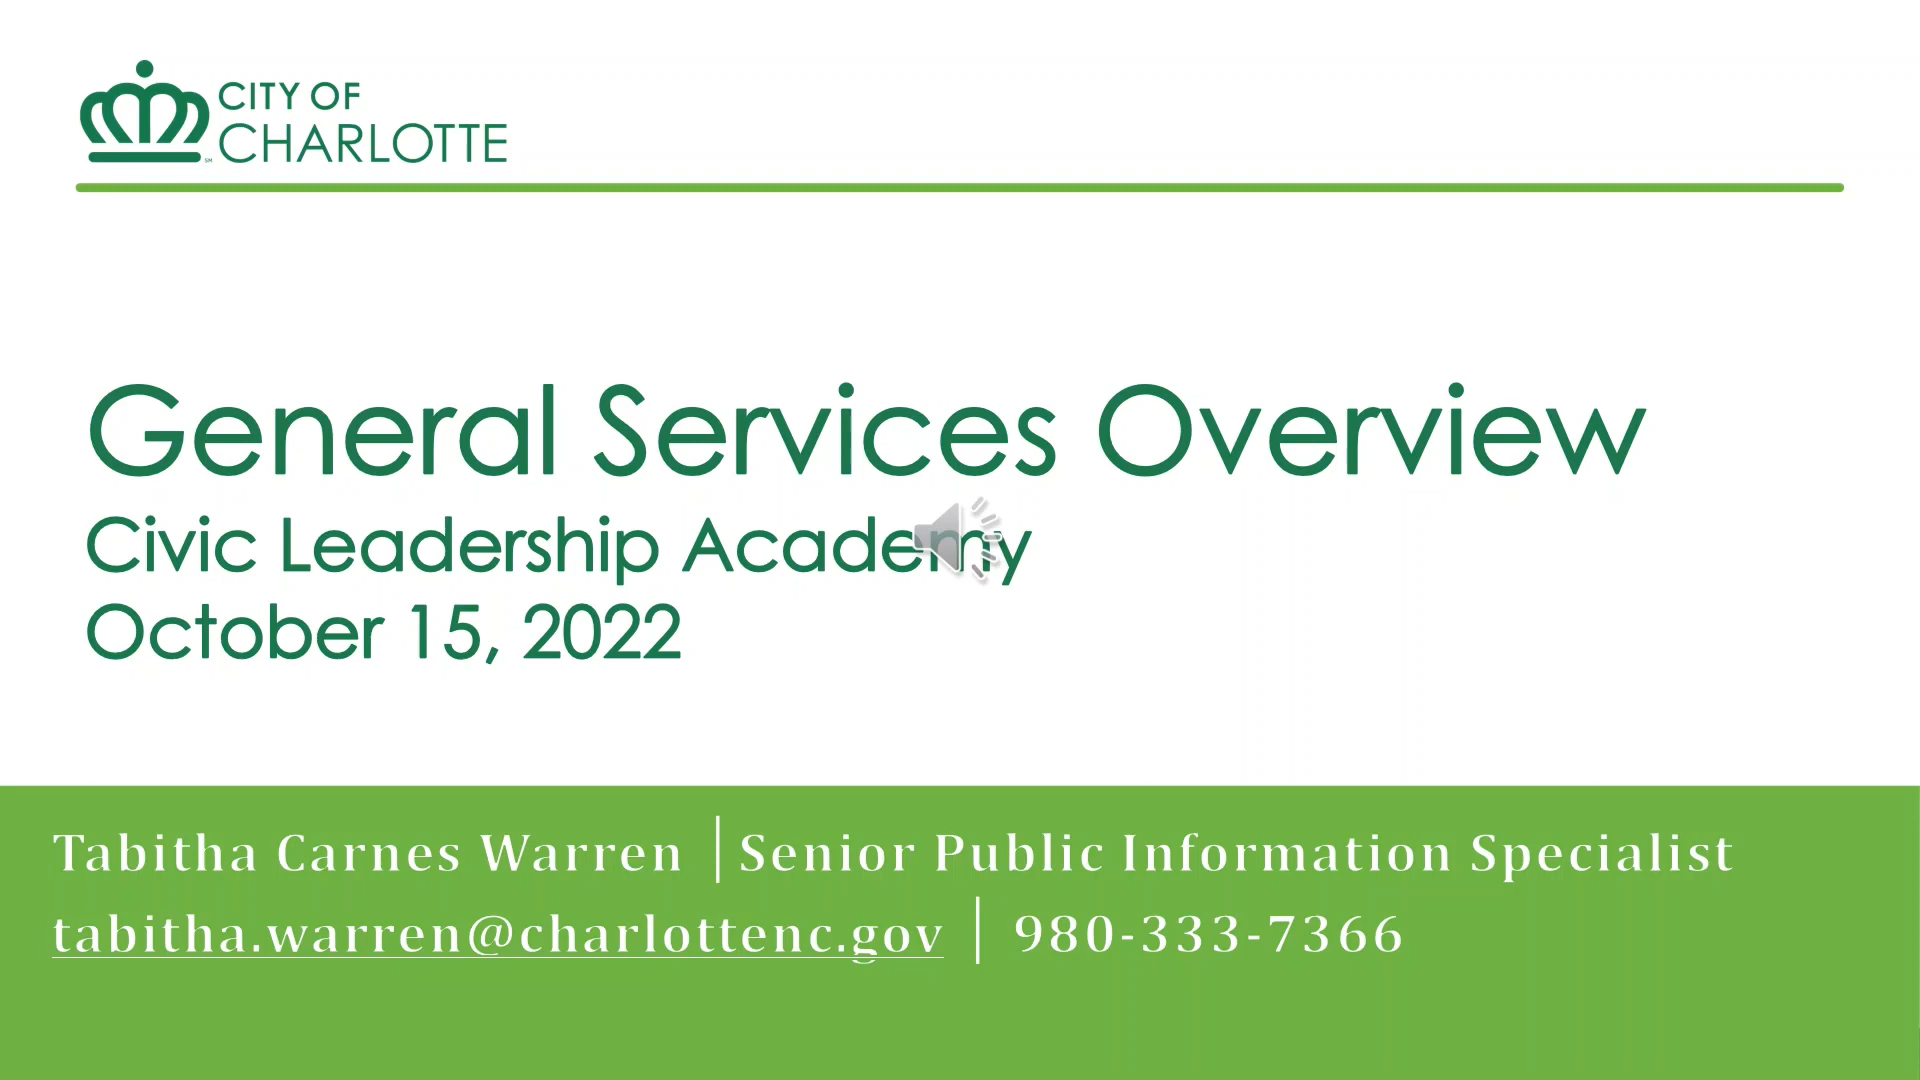 CITY OF
CHARLOTTE
General Services Overview
Civic Leadership Academy
October 15, 2022
Tabitha Carnes Warren | Senior Public Information Specialist
tabitha.warren@charlottenc.gov | 980-333-7366